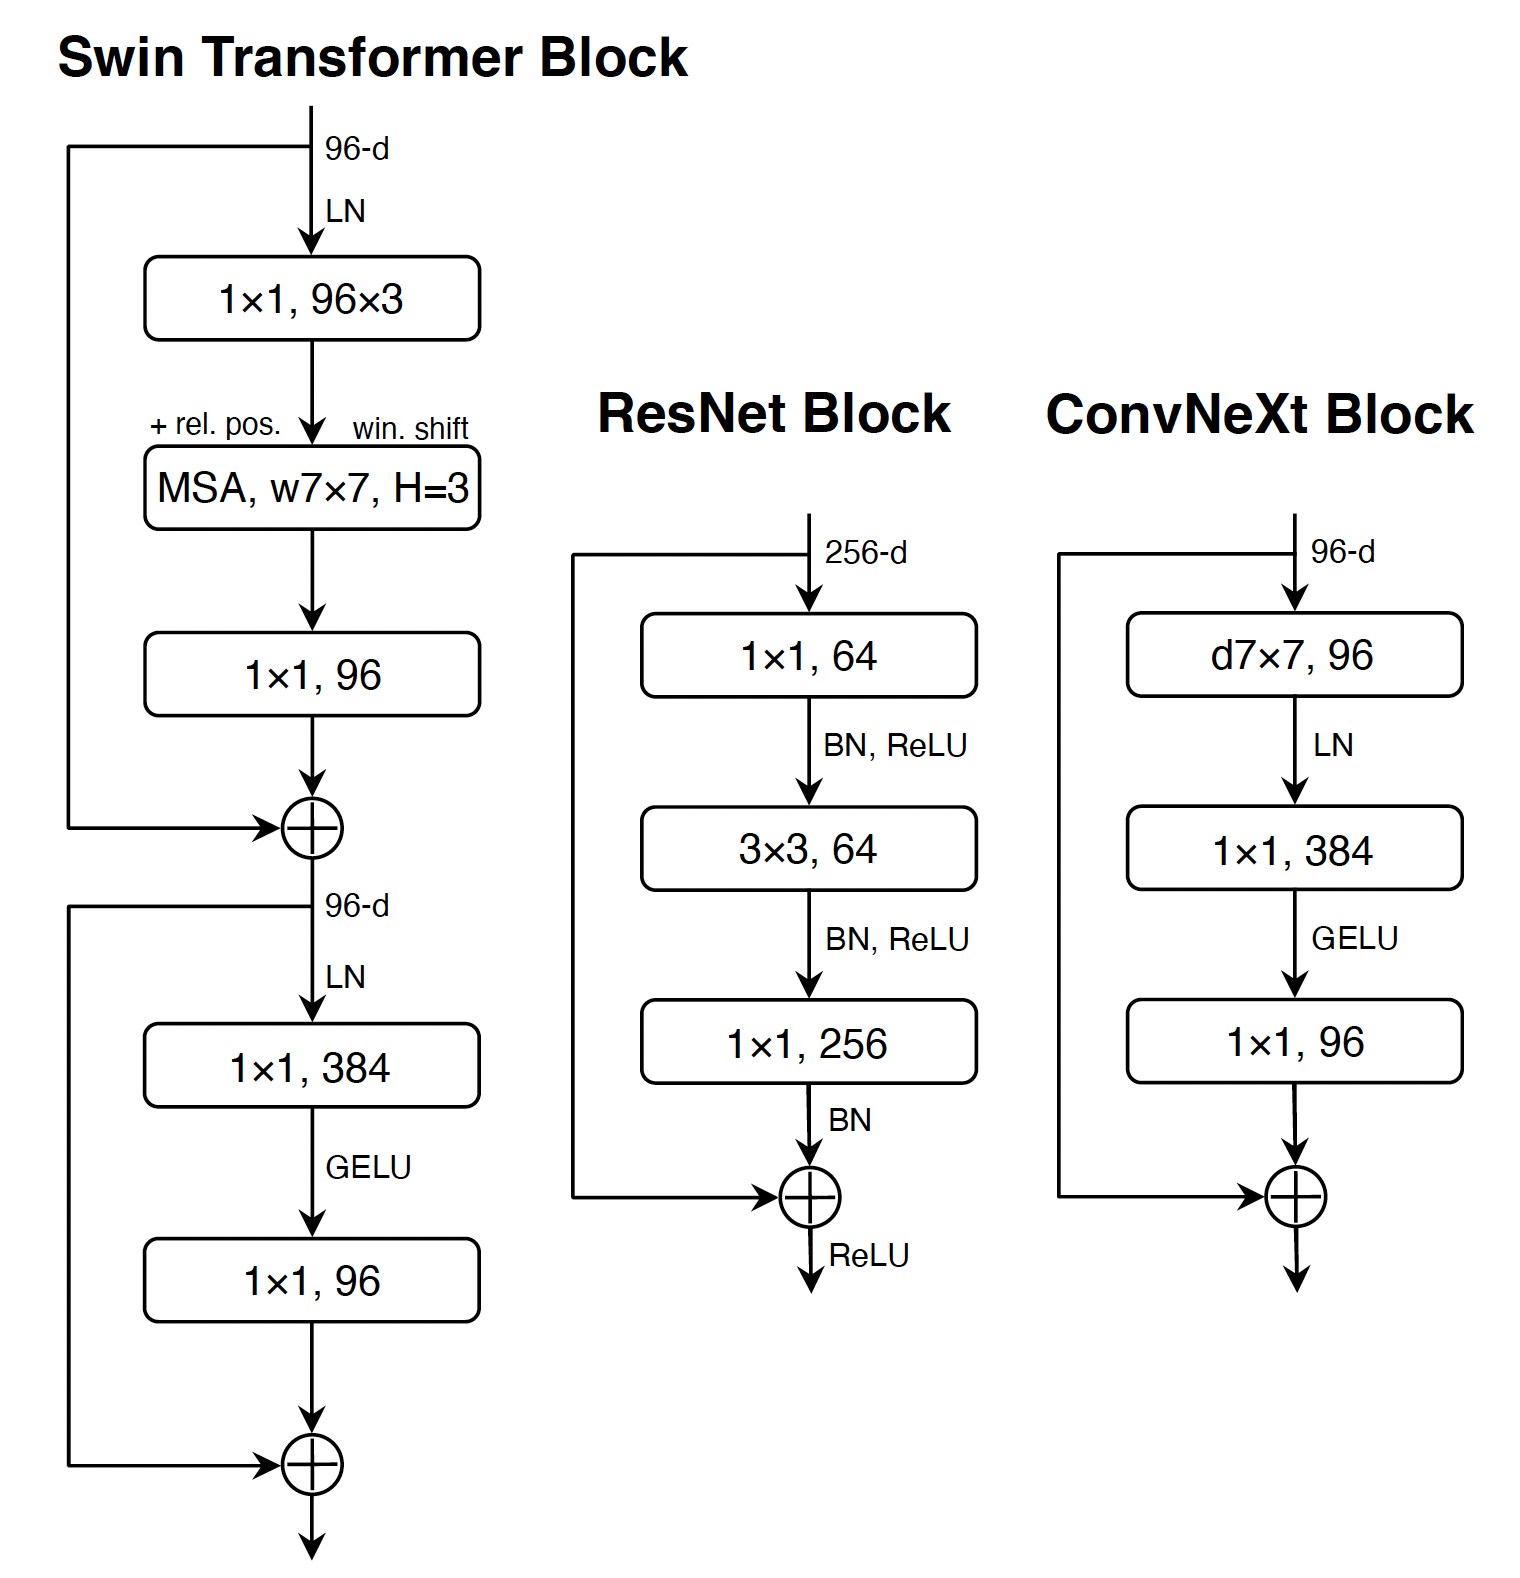 Swin Transformer Block
96-d
LN
1×1, 96×3
+ rel. pos.
win. shift
MSA, w7×7, H=3
1×1, 96
96-d
LN
1×1, 384
GELU
1×1, 96
ResNet Block
256-d
1×1, 64
BN, ReLU
3×3, 64
BN, ReLU
1×1, 256
BN
ReLU
ConvNeXt Block
96-d
d7×7, 96
LN
1×1, 384
GELU
1×1, 96